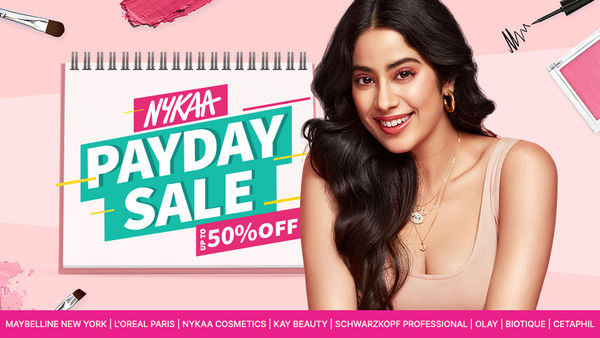 NYKAA
PAYDAY
SALE
UP TO 50% OFF
MAYBELLINE NEW YORK | L'OREAL PARIS | NYKAA COSMETICS | KAY BEAUTY | SCHWARZKOPF PROFESSIONAL | OLAY | BIOTIQUE | CETAPHIL